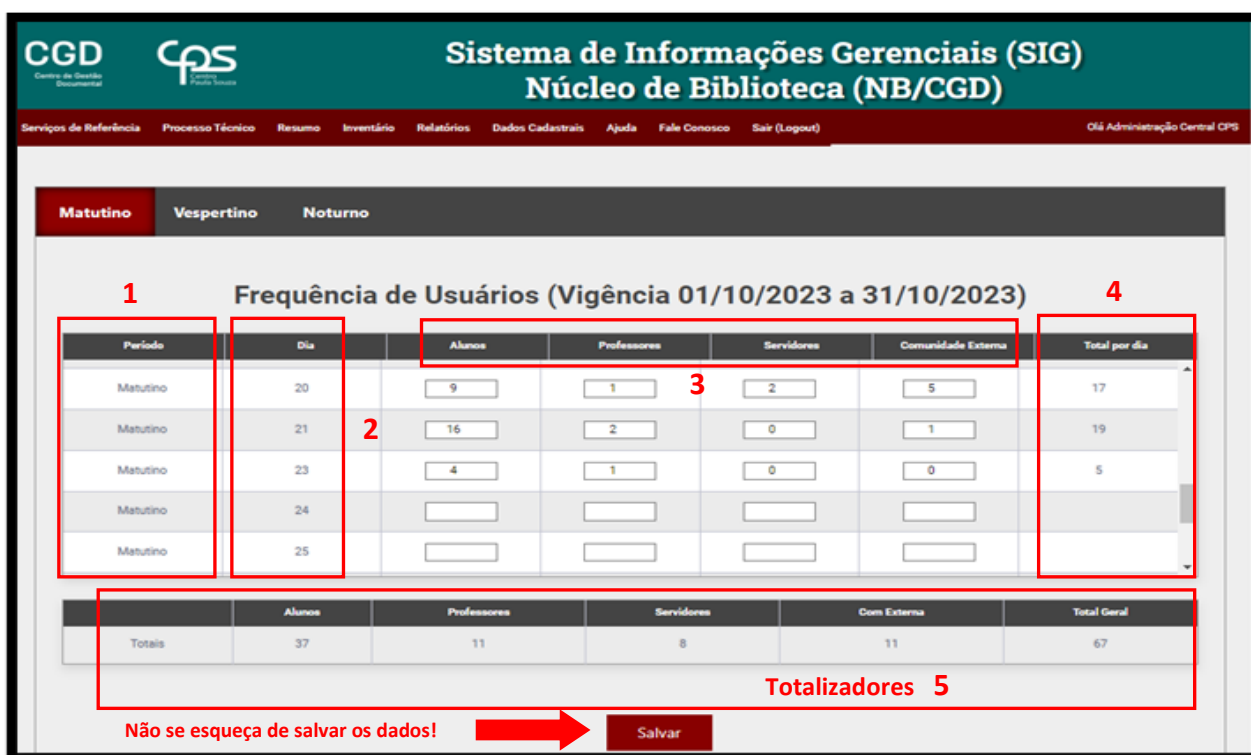 CGD
Centro de Gestão
Documental
CPS
Centro
Paula Souza
Sistema de Informações Gerenciais (SIG)
Núcleo de Biblioteca (NB/CGD)
Serviços de Referência Processo Técnico Resumo Inventário Relatórios Dados Cadastrais Ajuda Fale Conosco Sair (Logout) Olá Administração Central CPS
Matutino Vespertino Noturno
1 Frequência de Usuários (Vigência 01/10/2023 a 31/10/2023) 4
Período Dia Alunos Professores Servidores Comunidade Externa Total por dia
Matutino 20 9 1 3 2 5 17
Matutino 21 2 16 2 0 1 19
Matutino 23 4 1 0 0 5
Matutino 24
Matutino 25
Alunos Professores Servidores Com Externa Total Geral
Totais 37 11 8 11 67
Totalizadores 5
Não se esqueça de salvar os dados! Salvar